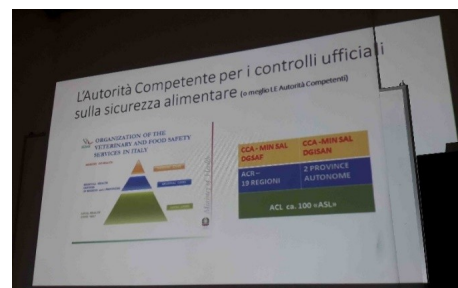 L'Autorità Competente per i controlli ufficiali
sulla sicurezza alimentare (o meglio LE Autorità Competenti)
ORGANIZATION OF THE
VETERINARY AND FOOD SAFETY
SERVICES IN ITALY
CCA - MIN SAL
DGSAF
CCA - MIN SAL
DGISAN
ACR –
19 REGIONI
2 PROVINCE
AUTONOME
ACL ca. 100 «ASL»